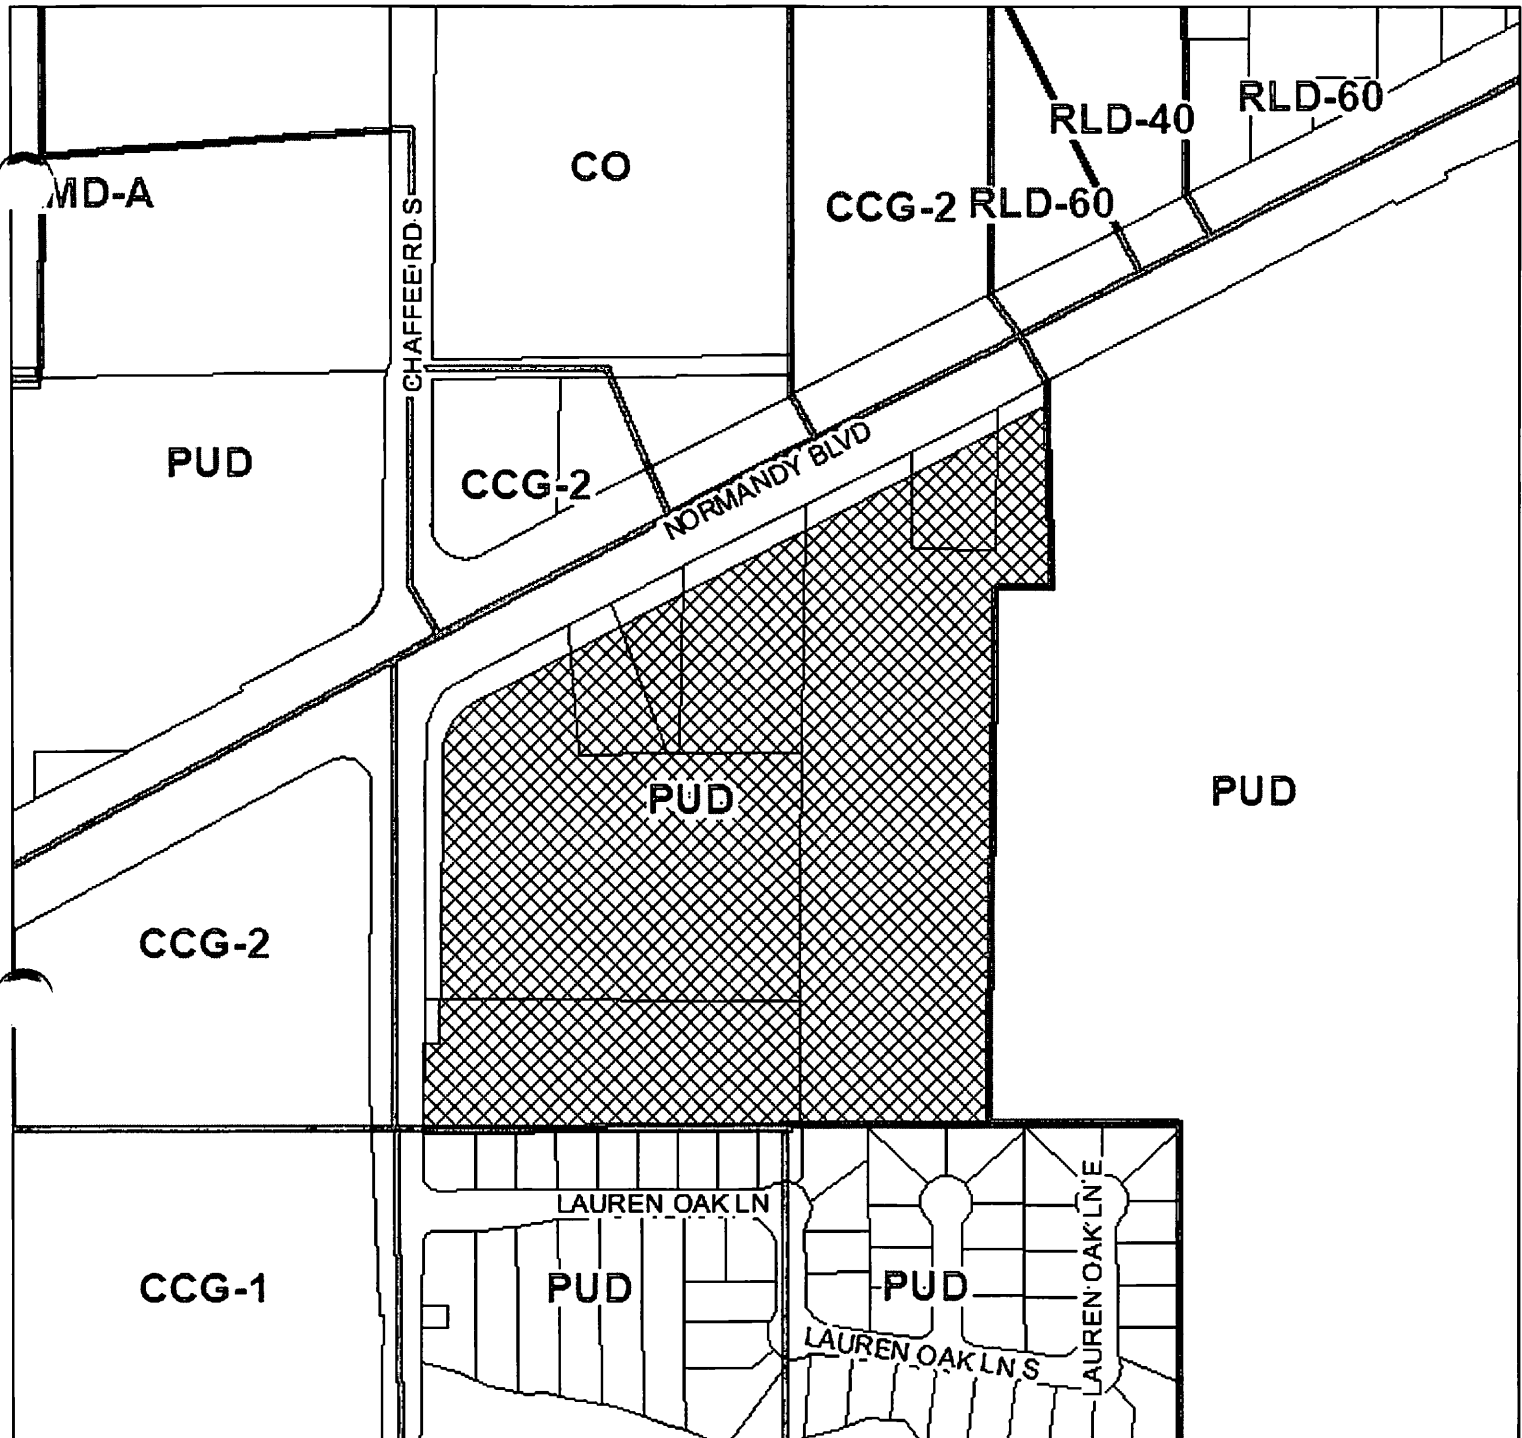 RLD-60
RLD-40
CO
MD-A
CCG-2
RLD-60
CHAFFEE RD S
PUD
CCG-2
NORMANDY BLVD
PUD
PUD
CCG-2
LAUREN OAK LN
LAUREN OAK LN E
CCG-1
PUD
PUD
LAUREN OAK LN S